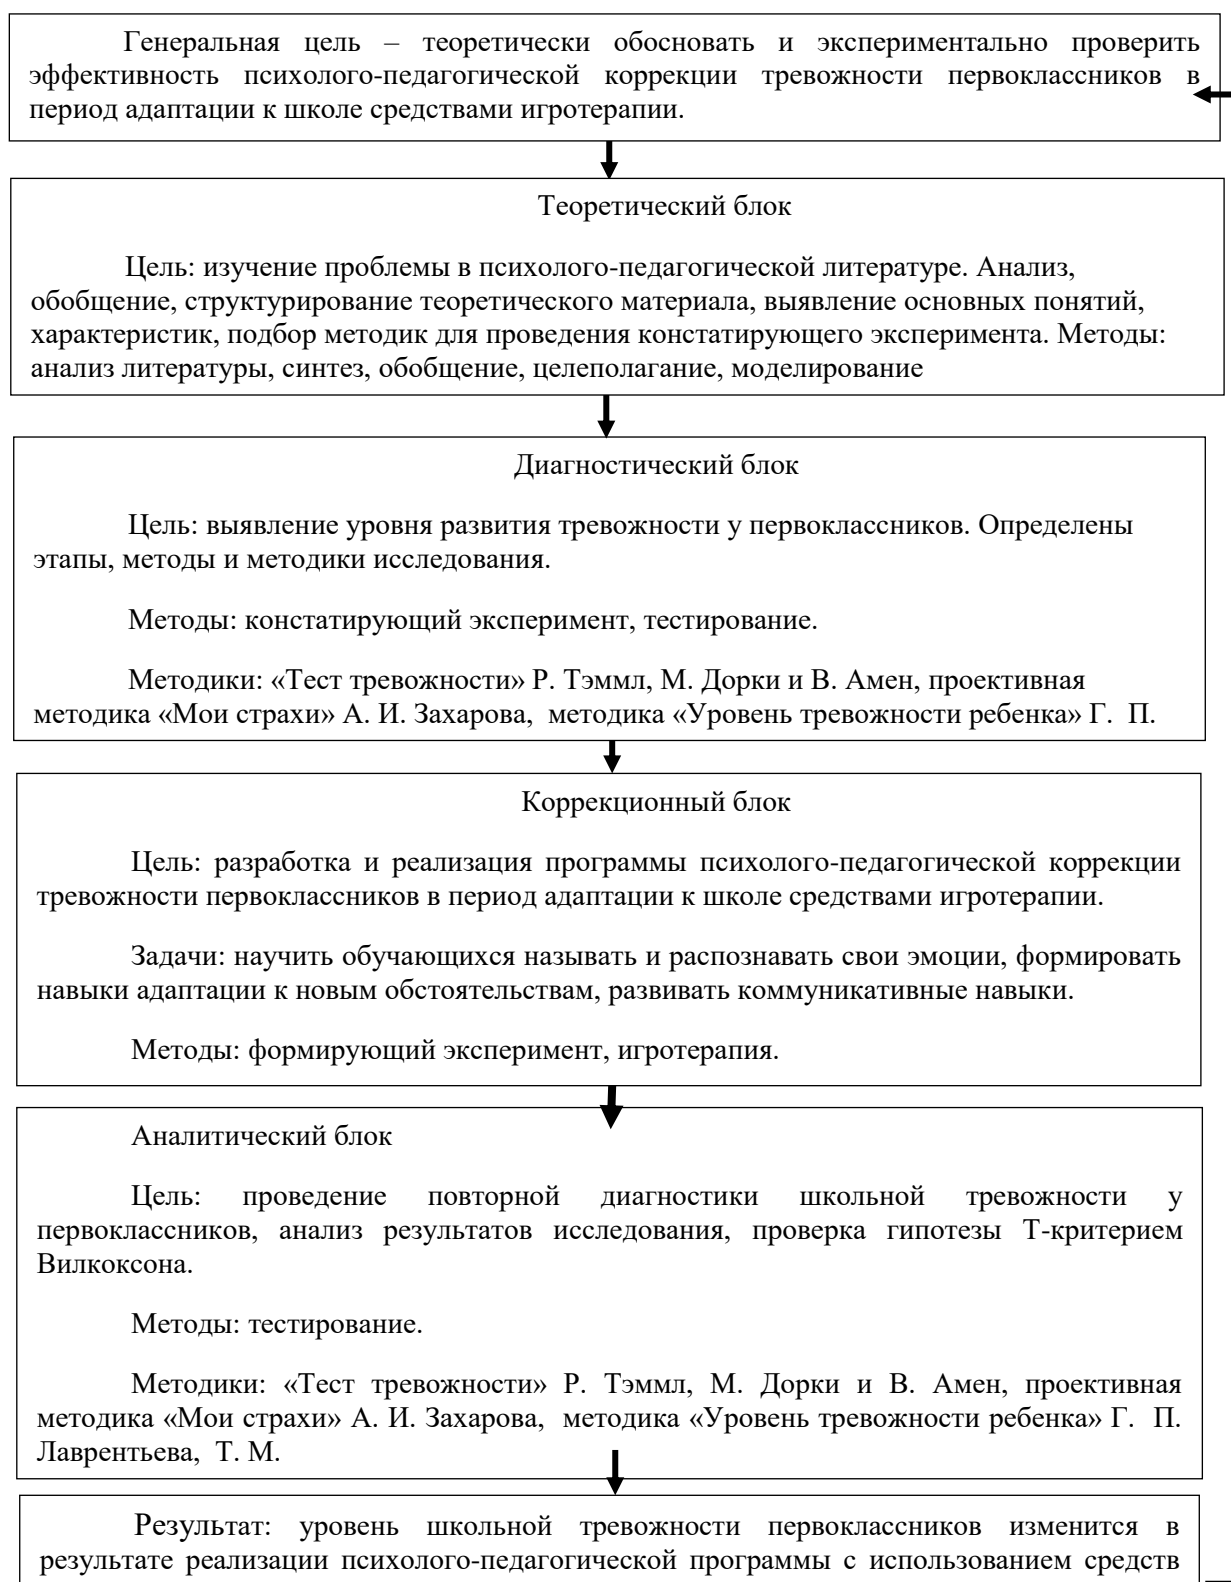 Генеральная цель – теоретически обосновать и экспериментально проверить
эффективность психолого-педагогической коррекции тревожности первоклассников в
период адаптации к школе средствами игротерапии.
Теоретический блок
Цель: изучение проблемы в психолого-педагогической литературе. Анализ,
обобщение, структурирование теоретического материала, выявление основных понятий,
характеристик, подбор методик для проведения констатирующего эксперимента. Методы:
анализ литературы, синтез, обобщение, целеполагание, моделирование
Диагностический блок
Цель: выявление уровня развития тревожности у первоклассников. Определены
этапы, методы и методики исследования.
Методы: констатирующий эксперимент, тестирование.
Методики: «Тест тревожности» Р. Тэммл, М. Дорки и В. Амен, проективная
методика «Мои страхи» А. И. Захарова, методика «Уровень тревожности ребенка» Г. П.
Коррекционный блок
Цель: разработка и реализация программы психолого-педагогической коррекции
тревожности первоклассников в период адаптации к школе средствами игротерапии.
Задачи: научить обучающихся называть и распознавать свои эмоции, формировать
навыки адаптации к новым обстоятельствам, развивать коммуникативные навыки.
Методы: формирующий эксперимент, игротерапия.
Аналитический блок
Цель: проведение повторной диагностики школьной тревожности у
первоклассников, анализ результатов исследования, проверка гипотезы Т-критерием
Вилкоксона.
Методы: тестирование.
Методики: «Тест тревожности» Р. Тэммл, М. Дорки и В. Амен, проективная
методика «Мои страхи» А. И. Захарова, методика «Уровень тревожности ребенка» Г. П.
Лаврентьева, Т. М.
Результат: уровень школьной тревожности первоклассников изменится в
результате реализации психолого-педагогической программы с использованием средств